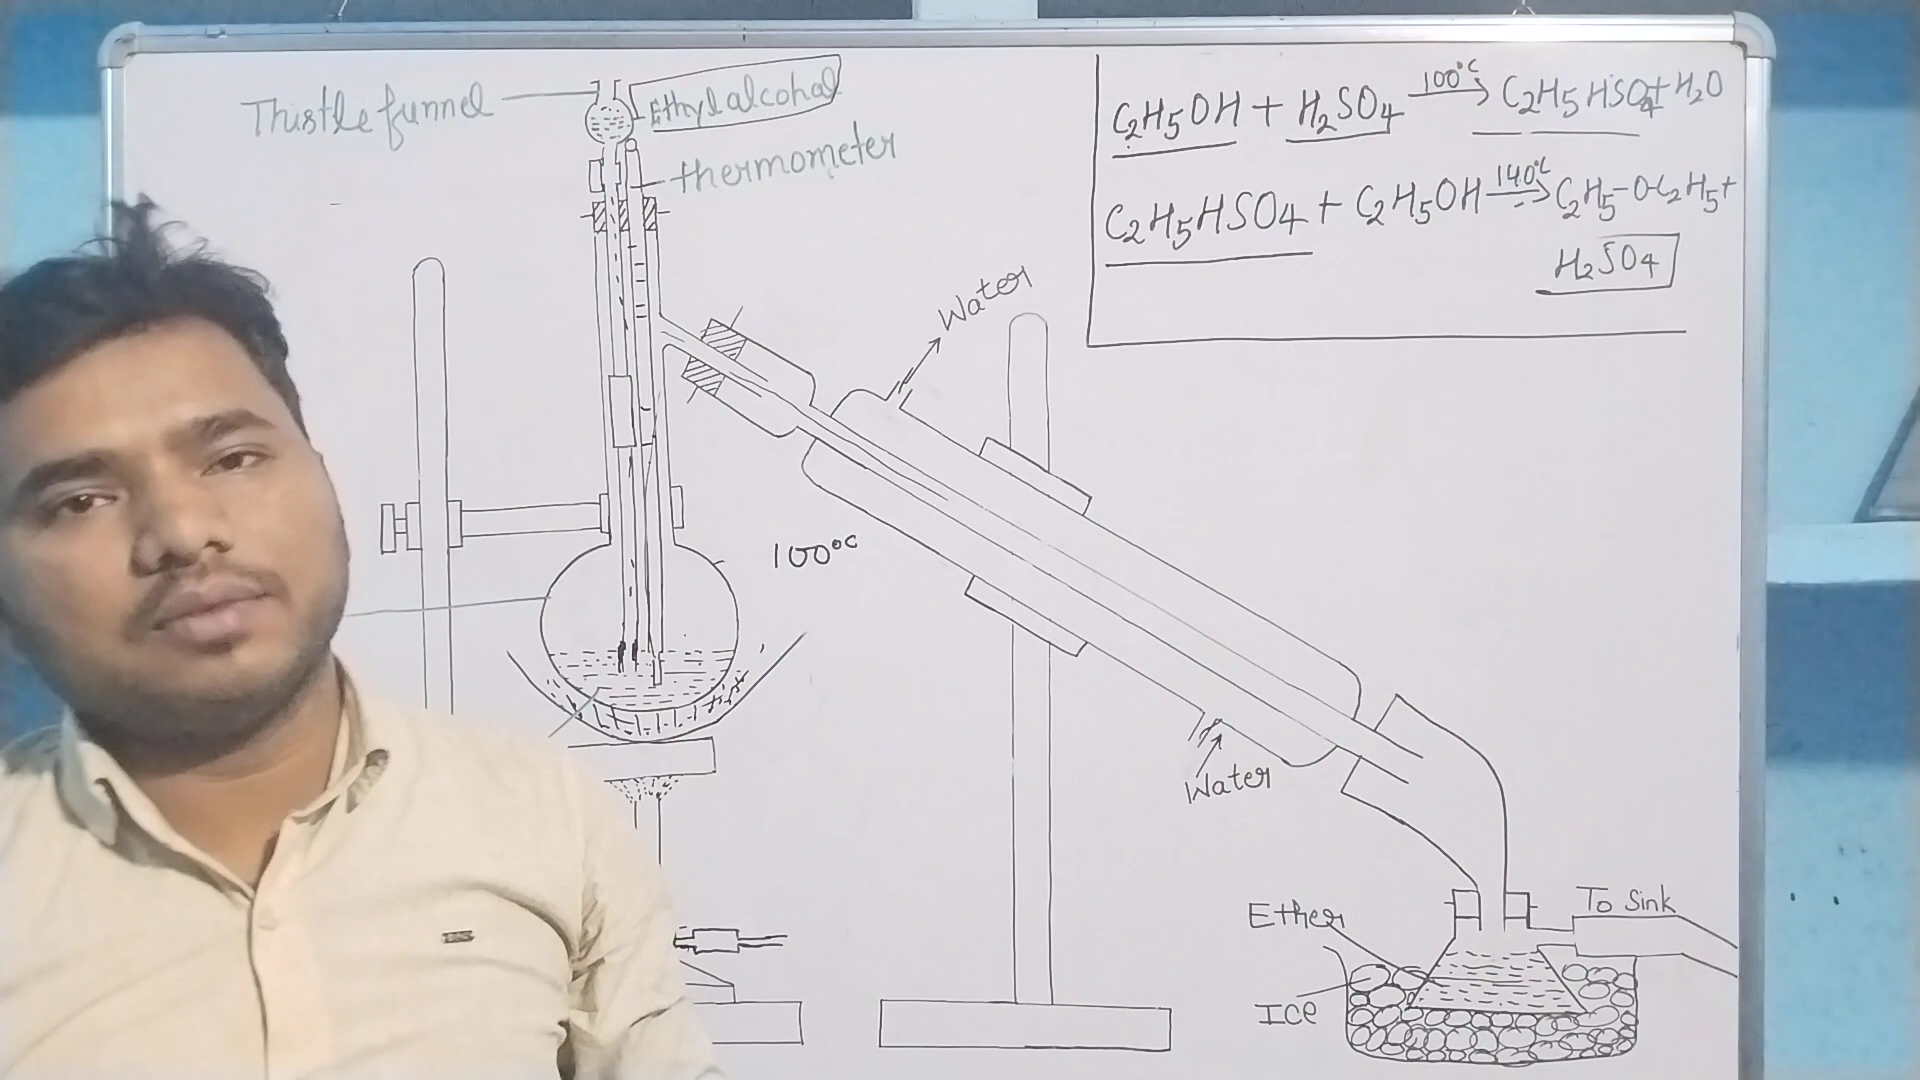 Thistle funnel
Ethyl alcohal
thermometer
C2H5OH + H2SO4 100°C → C2H5HSO4 + H2O
C2H5HSO4 + C2H5OH 140°C → C2H5-O-C2H5 +
H2SO4
Water
100°C
Water
Ether
To Sink
Ice